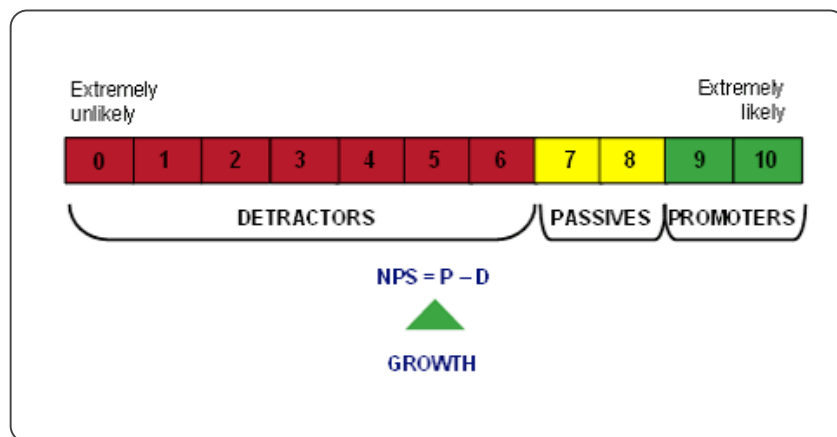 Extremely
unlikely
Extremely
likely
0 1 2 3 4 5 6 7 8 9 10
DETRACTORS PASSIVES PROMOTERS
NPS = P – D
GROWTH